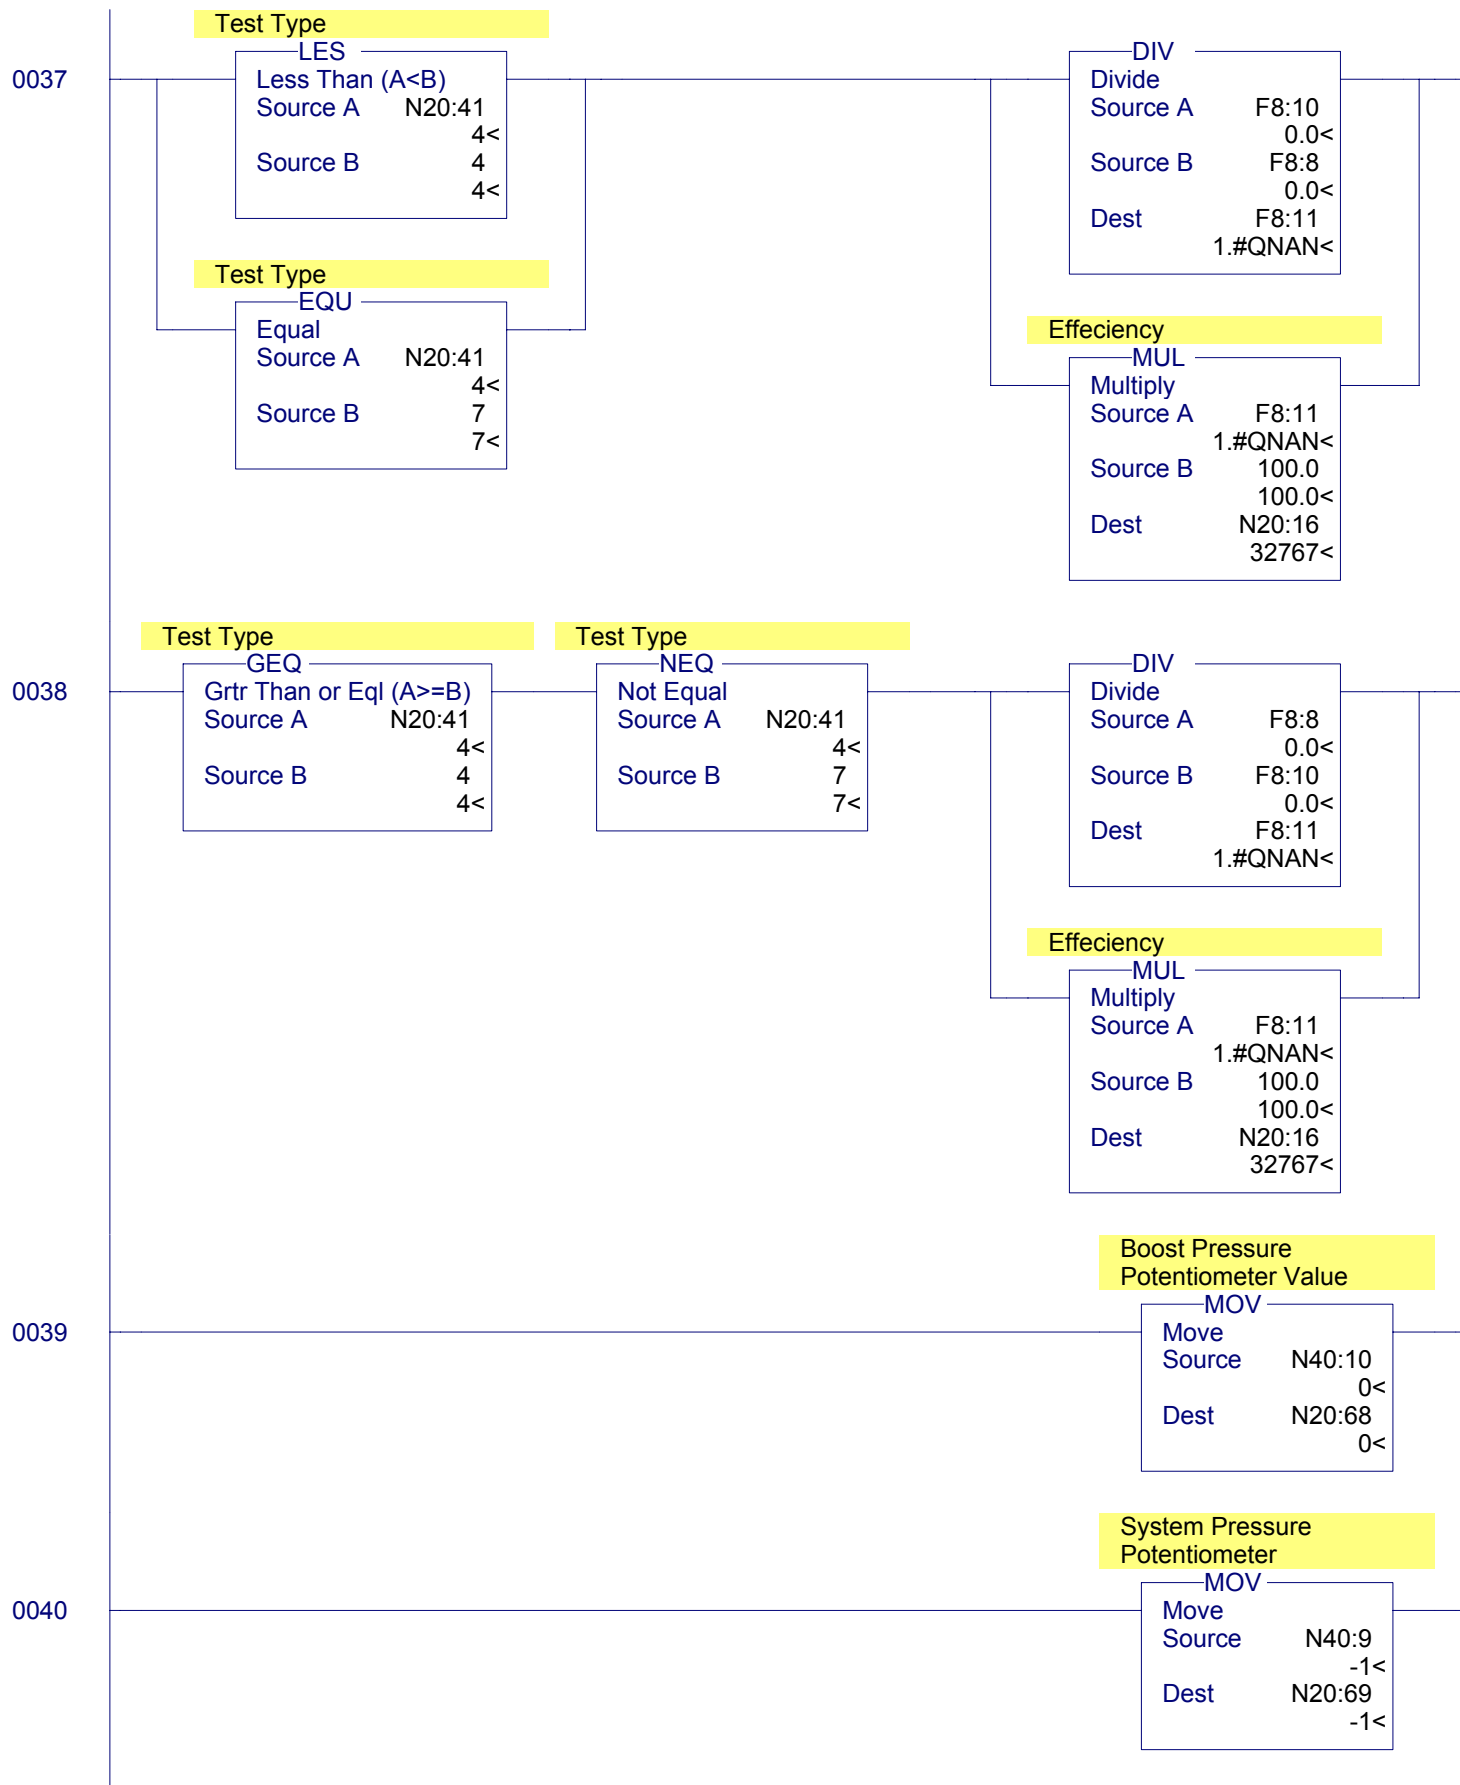 Test Type
LES
0037
Less Than (A<B)
Source A N20:41
4<
Source B 4
4<
Test Type
EQU
Equal
Source A N20:41
4<
Source B 7
7<
DIV
Divide
Source A F8:10
0.0<
Source B F8:8
0.0<
Dest F8:11
1.#QNAN<
Effeciency
MUL
Multiply
Source A F8:11
1.#QNAN<
Source B 100.0
100.0<
Dest N20:16
32767<
Test Type
GEQ
0038
Grtr Than or Eql (A>=B)
Source A N20:41
4<
Source B 4
4<
Test Type
NEQ
Not Equal
Source A N20:41
4<
Source B 7
7<
DIV
Divide
Source A F8:8
0.0<
Source B F8:10
0.0<
Dest F8:11
1.#QNAN<
Effeciency
MUL
Multiply
Source A F8:11
1.#QNAN<
Source B 100.0
100.0<
Dest N20:16
32767<
Boost Pressure
Potentiometer Value
MOV
0039
Move
Source N40:10
0<
Dest N20:68
0<
System Pressure
Potentiometer
MOV
0040
Move
Source N40:9
-1<
Dest N20:69
-1<